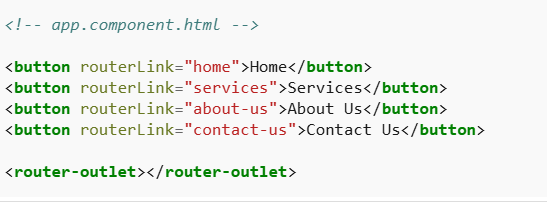 <!-- app.component.html -->
<button routerLink="home">Home</button>
<button routerLink="services">Services</button>
<button routerLink="about-us">About Us</button>
<button routerLink="contact-us">Contact Us</button>
<router-outlet></router-outlet>